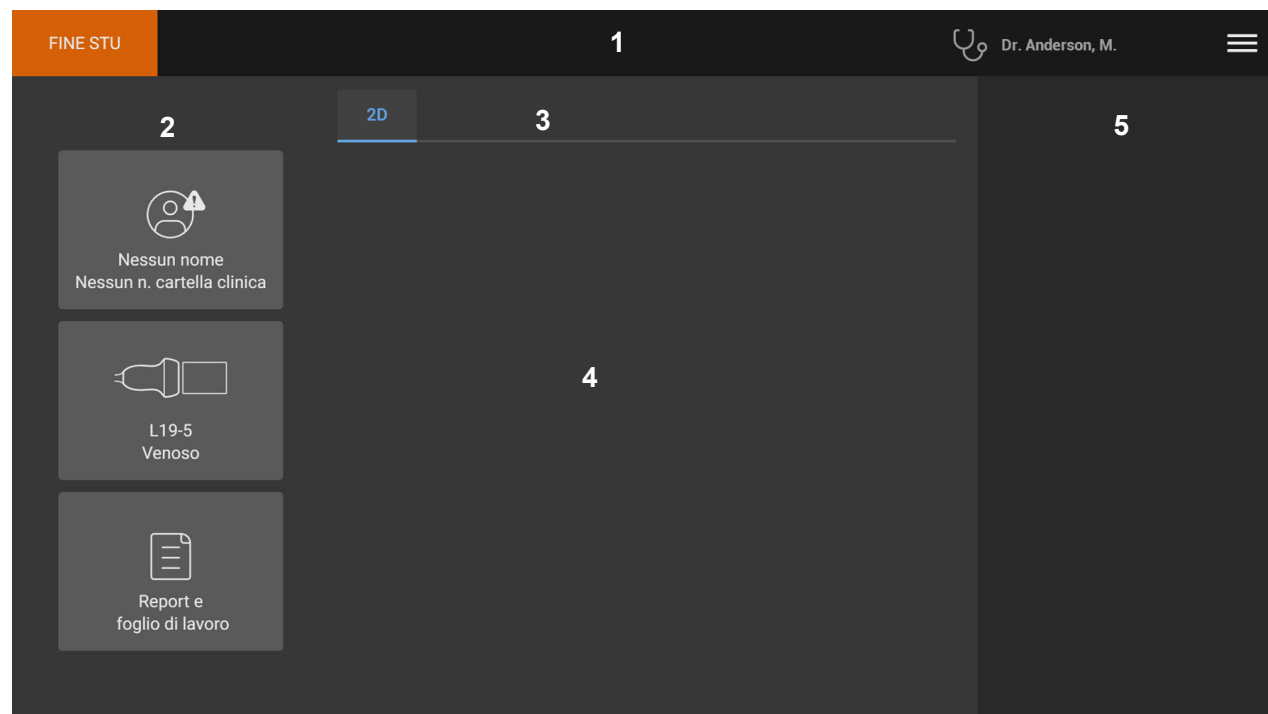 FINE STU
1
Dr. Anderson, M.
2
2D
3
5
Nessun nome
Nessun n. cartella clinica
L19-5
Venoso
4
Report e
foglio di lavoro